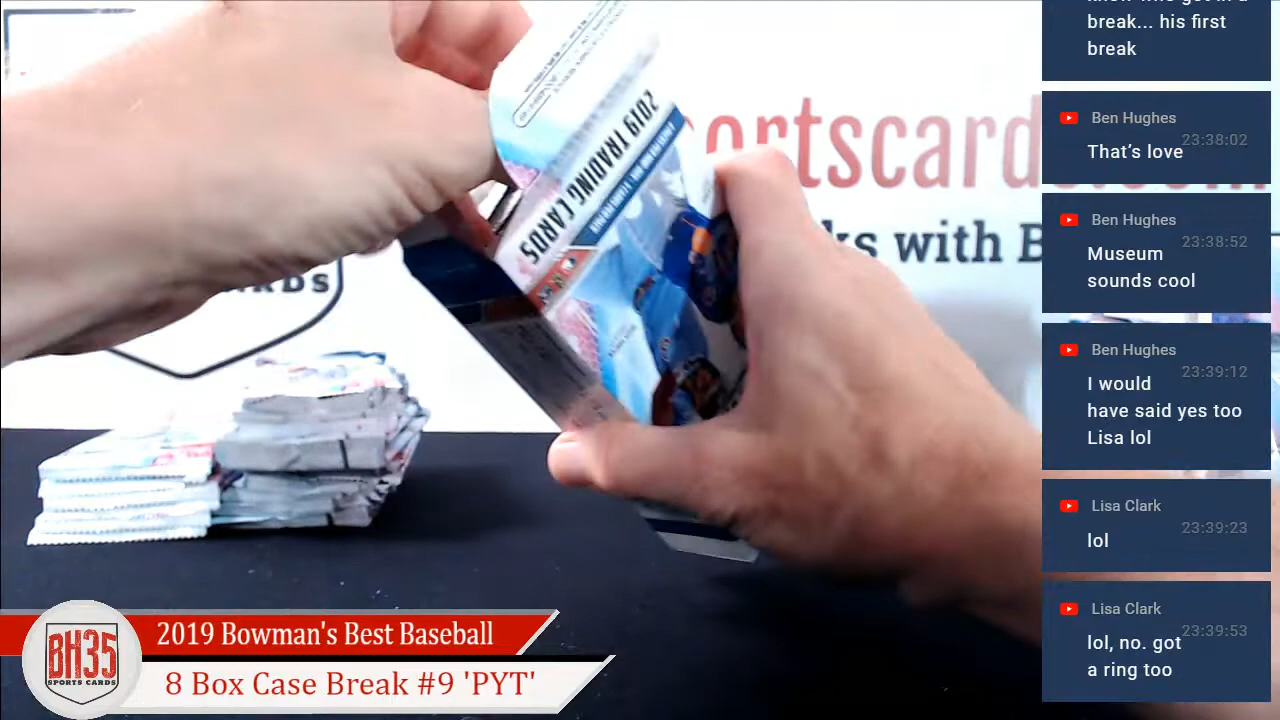 break... his first
break
Ben Hughes
23:38:02
That's love
Ben Hughes
23:38:52
Museum
sounds cool
Ben Hughes
23:39:12
I would
have said yes too
Lisa lol
Lisa Clark
23:39:23
lol
Lisa Clark
23:39:53
lol, no. got
a ring too
ortscards.com
ks with B
2019 TRADING CARDS
RDS
BH35
SPORTS CARDS
2019 Bowman's Best Baseball
8 Box Case Break #9 'PYT'